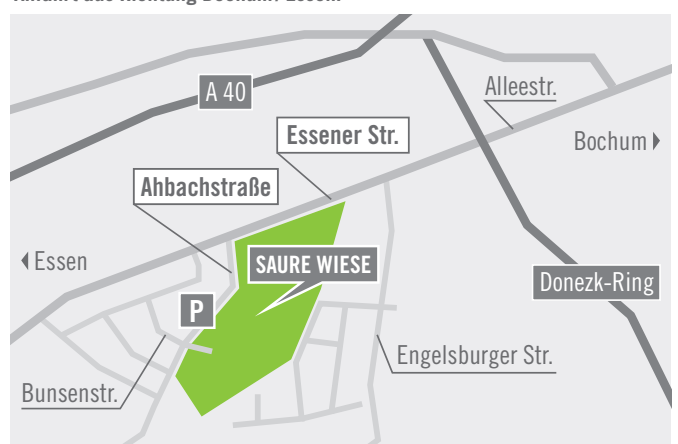 A 40
Alleestr.
Essener Str.
Bochum
Ahbachstraße
Essen
SAURE WIESE
Donezk-Ring
P
Engelsburger Str.
Bunsenstr.